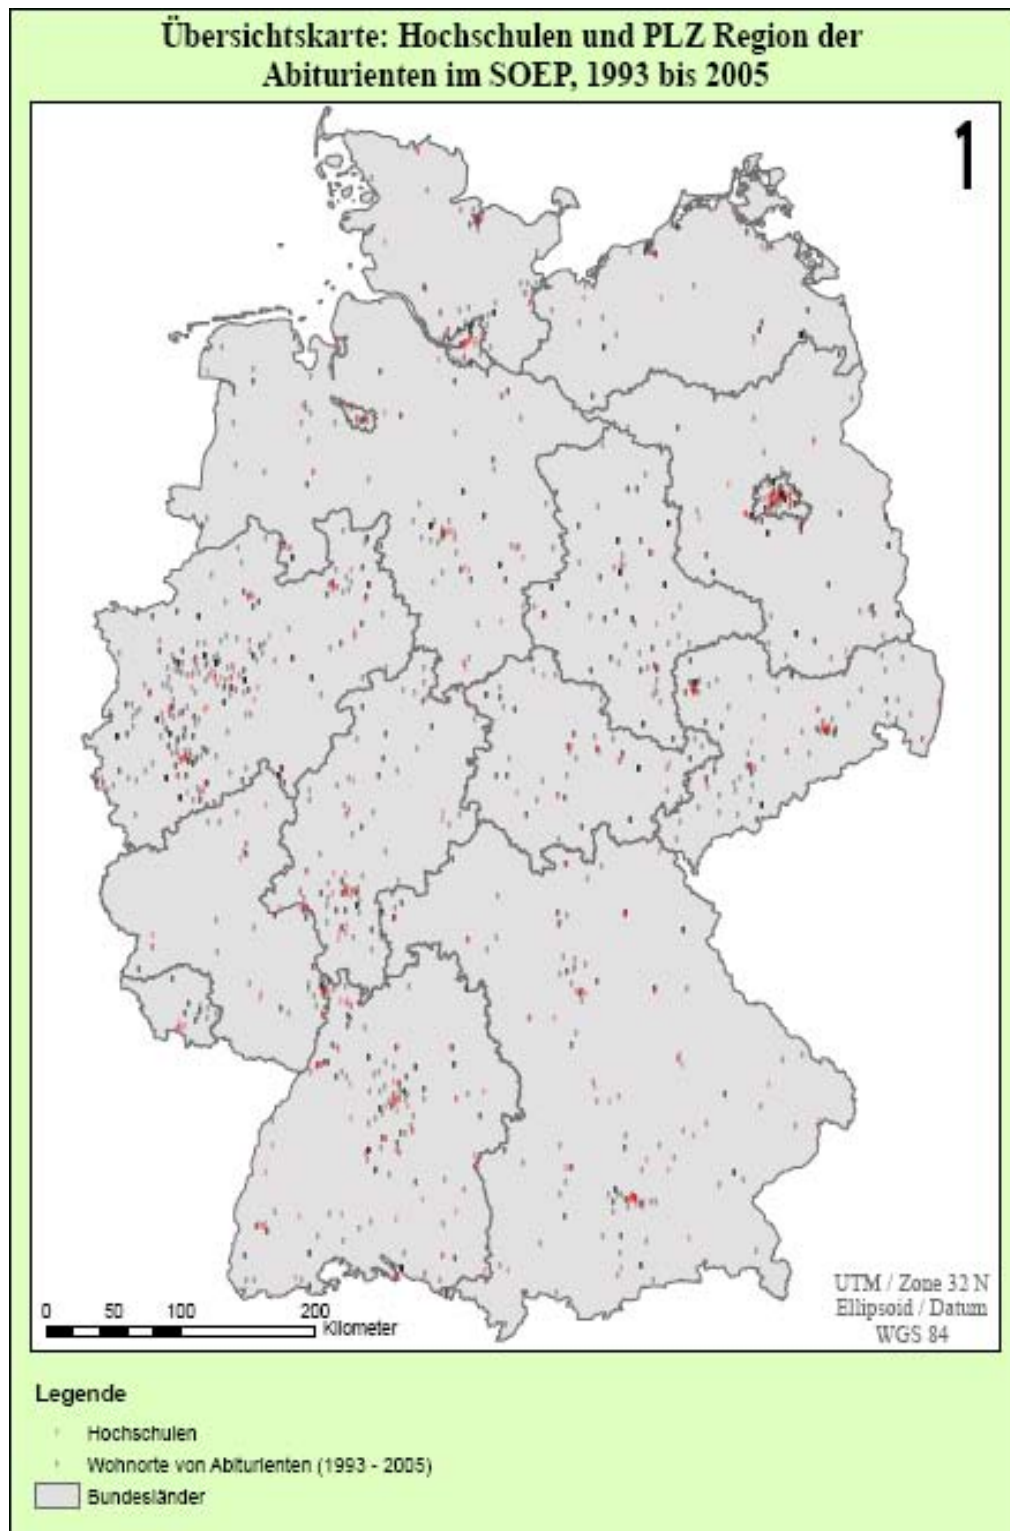 Übersichtskarte: Hochschulen und PLZ Region der
Abiturienten im SOEP, 1993 bis 2005
1
UTM / Zone 32 N
Ellipsoid / Datum
WGS 84
0 50 100 200
Kilometer
Legende
Hochschulen
Wohnorte von Abiturienten (1993 - 2005)
Bundesländer